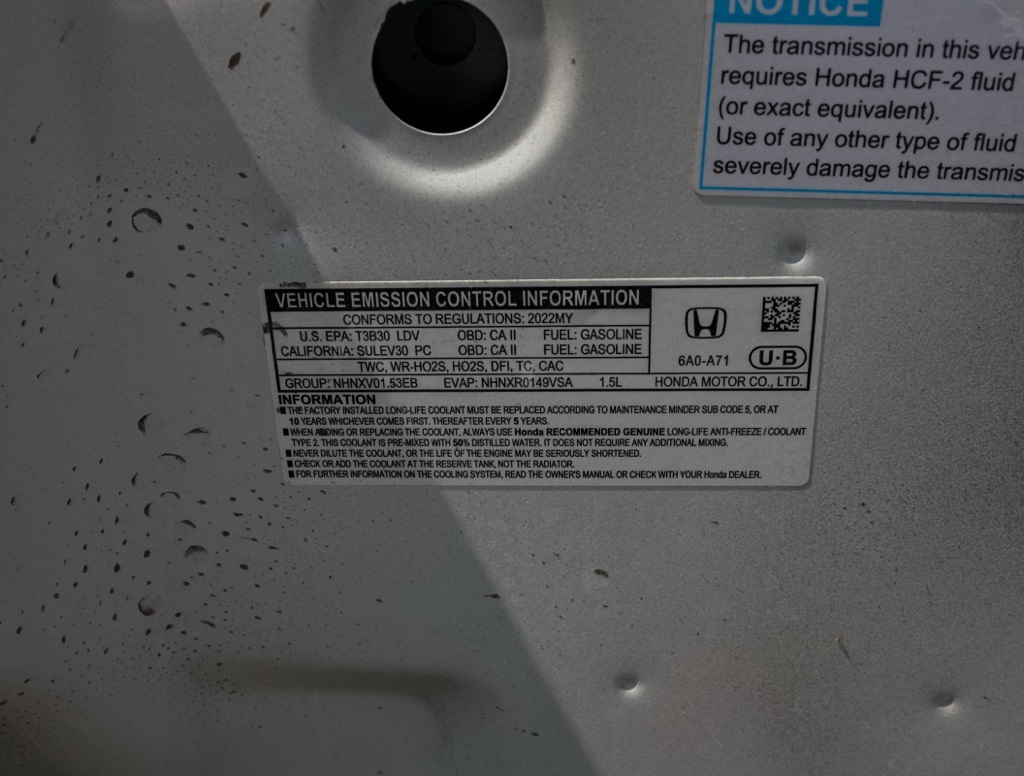 NOTICE
The transmission in this
requires Honda HCF-2 fluid
(or exact equivalent).
Use of any other type of fluid
severely damage the
VEHICLE EMISSION CONTROL INFORMATION
CONFORMS TO REGULATIONS: 2022MY
U.S. EPA: T3B30 LDV OBD: CA II FUEL: GASOLINE
CALIFORNIA: SULEV30 PC OBD: CA II FUEL: GASOLINE
TWC, WR-HO2S, HO2S, DFI, TC, CAC
6A0-A71 U·B
GROUP: NHNXV01.53EB EVAP: NHNXR0149VSA 1.5L HONDA MOTOR CO., LTD.
INFORMATION
■ THE FACTORY INSTALLED LONG-LIFE COOLANT MUST BE REPLACED ACCORDING TO MAINTENANCE MINDER SUB CODE 5, OR AT
10 YEARS WHICHEVER COMES FIRST. THEREAFTER EVERY 5 YEARS.
■ WHEN ADDING OR REPLACING THE COOLANT, ALWAYS USE Honda RECOMMENDED GENUINE LONG-LIFE ANTI-FREEZE / COOLANT
TYPE 2. THIS COOLANT IS PRE-MIXED WITH 50% DISTILLED WATER. IT DOES NOT REQUIRE ANY ADDITIONAL MIXING.
■ NEVER DILUTE THE COOLANT, OR THE LIFE OF THE ENGINE MAY BE SERIOUSLY SHORTENED.
■ CHECK OR ADD THE COOLANT AT THE RESERVE TANK, NOT THE RADIATOR.
■ FOR FURTHER INFORMATION ON THE COOLING SYSTEM, READ THE OWNER'S MANUAL OR CHECK WITH YOUR Honda DEALER.